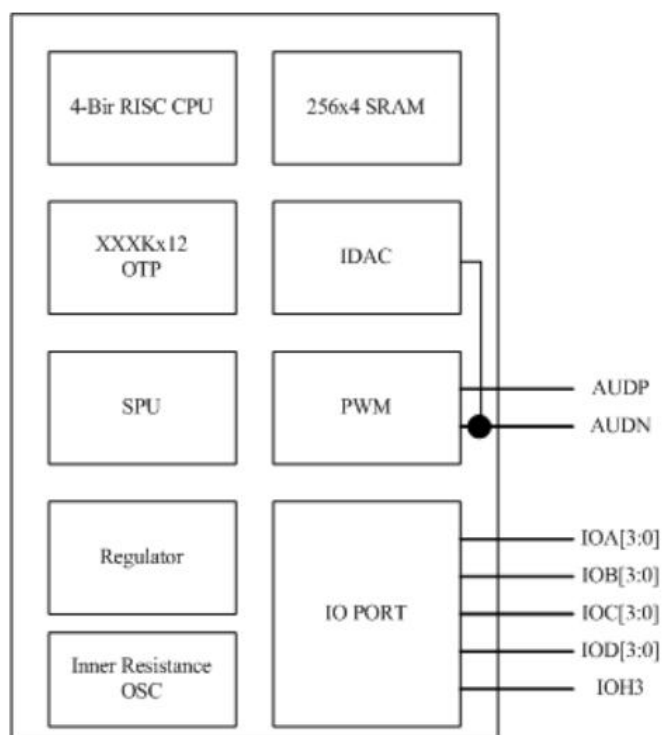 4-Bir RISC CPU
256x4 SRAM
XXXKx12
OTP
IDAC
SPU
PWM
AUDP
AUDN
Regulator
IO PORT
IOA[3:0]
IOB[3:0]
IOC[3:0]
IOD[3:0]
IOH3
Inner Resistance
OSC